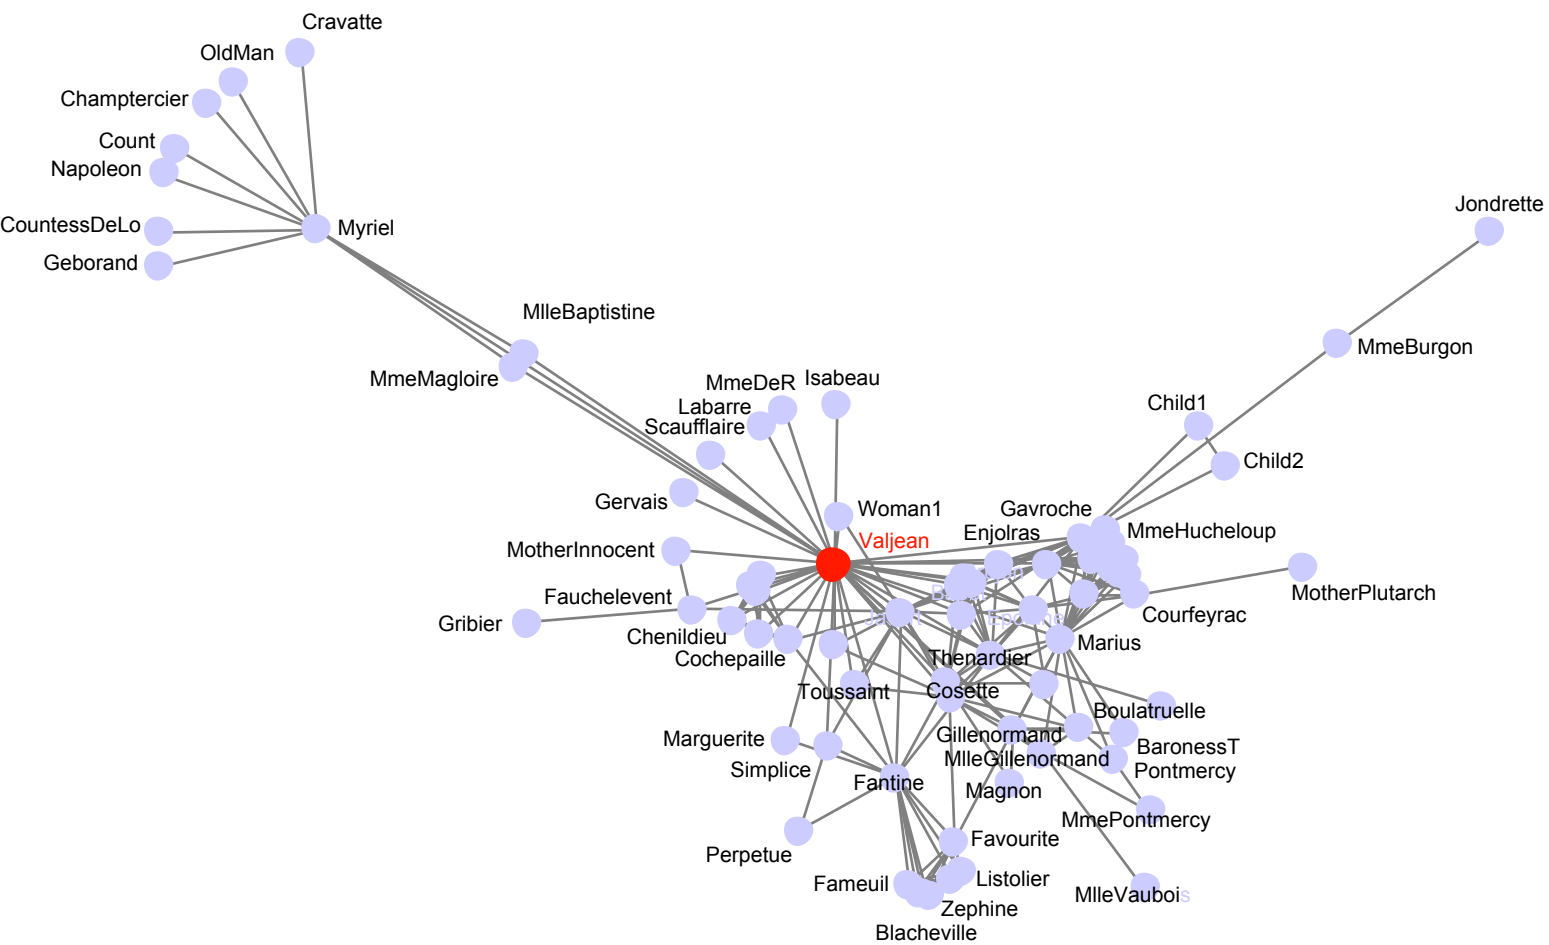 Cravatte
OldMan
Champtercier
Count
Napoleon
CountessDeLo
Myriel
Geborand
Jondrette
MlleBaptistine
MmeBurgon
MmeMagloire
MmeDeR
Isabeau
Labarre
Child1
Scaufflaire
Child2
Gervais
Woman1
Gavroche
Enjolras
MmeHucheloup
Valjean
MotherInnocent
MotherPlutarch
Fauchelevent
Courfeyrac
Gribier
Chenildieu
Marius
Cochepaille
Thenardier
Toussaint
Cosette
Boulatruelle
Marguerite
Gillenormand
BaronessT
MlleGillenormand
Simplice
Pontmercy
Fantine
Magnon
MmePontmercy
Favourite
Perpetue
Fameuil
Listolier
MlleVaubois
Zephine
Blacheville